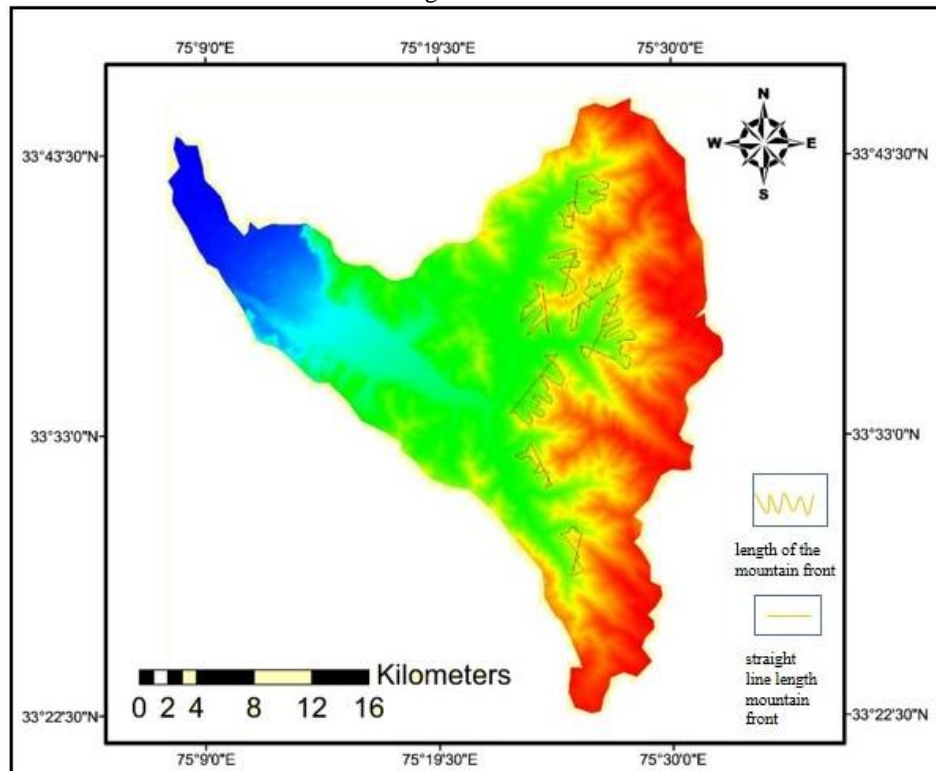 75°9'0"E 75°19'30"E 75°30'0"E
N
33°43'30"N W E 33°43'30"N
S
33°33'0"N 33°33'0"N
length of the
mountain front
straight
line length
mountain
front
Kilometers
0 2 4 8 12 16
33°22'30"N 33°22'30"N
75°9'0"E 75°19'30"E 75°30'0"E